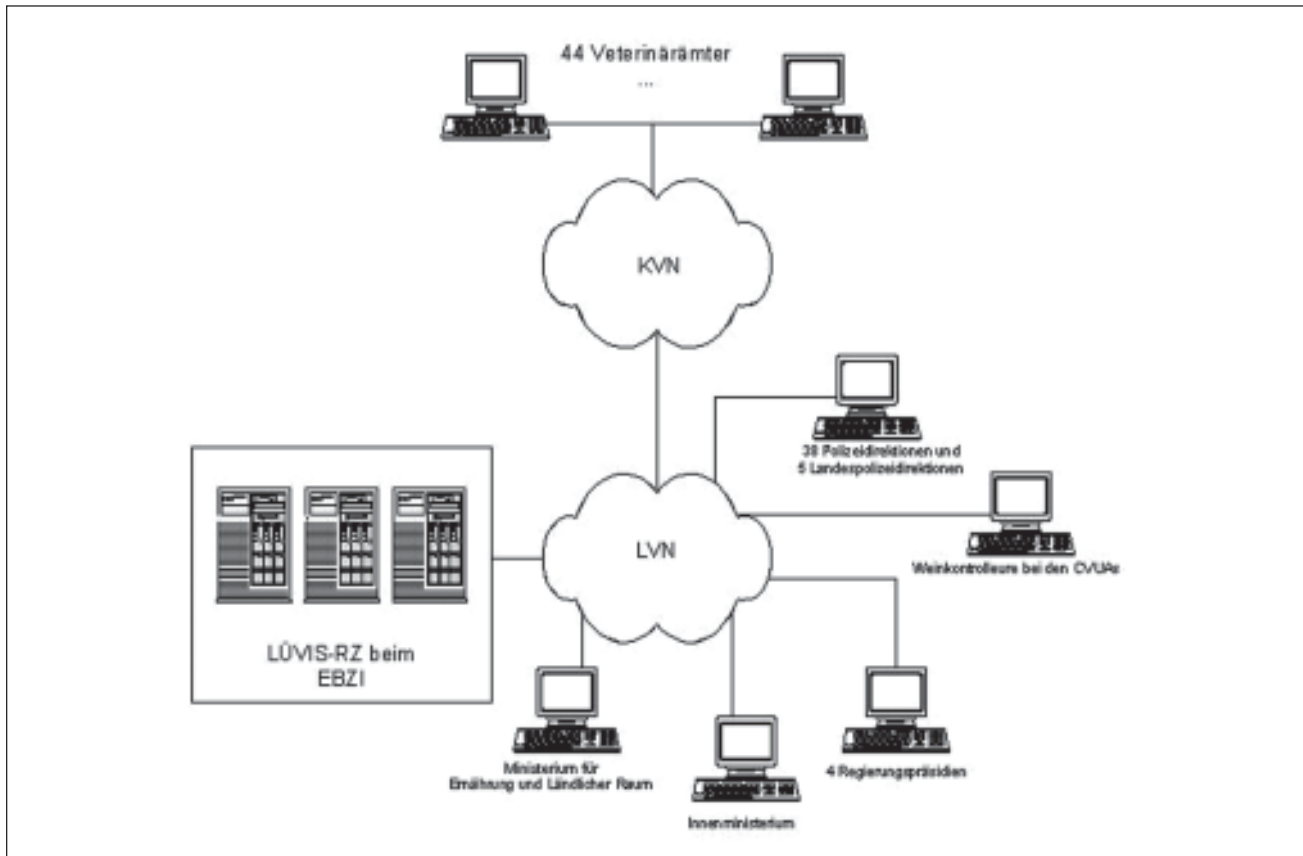 44 Veterinärämter
...
KVN
38 Polizeidirektionen und
5 Landespolizeidirektionen
LVN
Weinkontrolleure bei den CVUAs
LÜVIS-RZ beim
EBZI
Ministerium für
Ernährung und Ländlicher Raum
4 Regierungspräsidien
Innenministerium